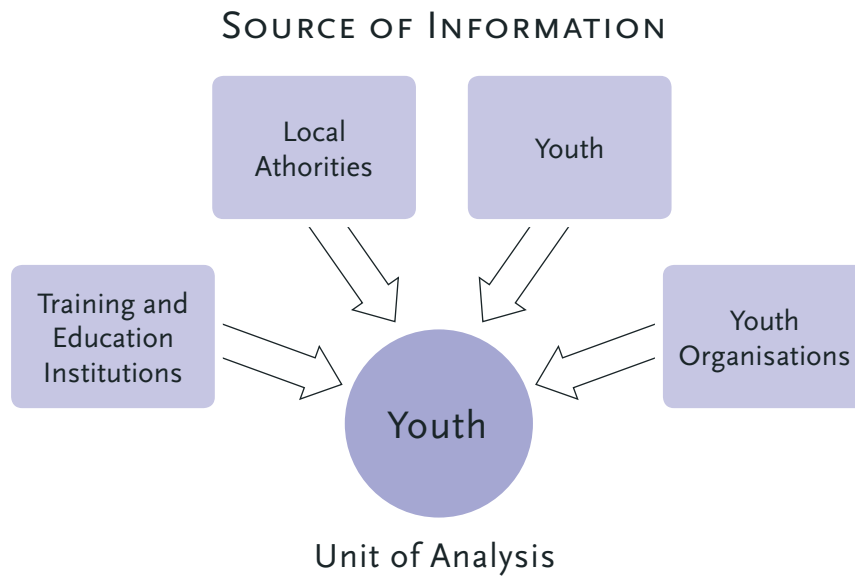 SOURCE OF INFORMATION
Local
Athorities
Youth
Training and
Education
Institutions
Youth
Organisations
Youth
Unit of Analysis